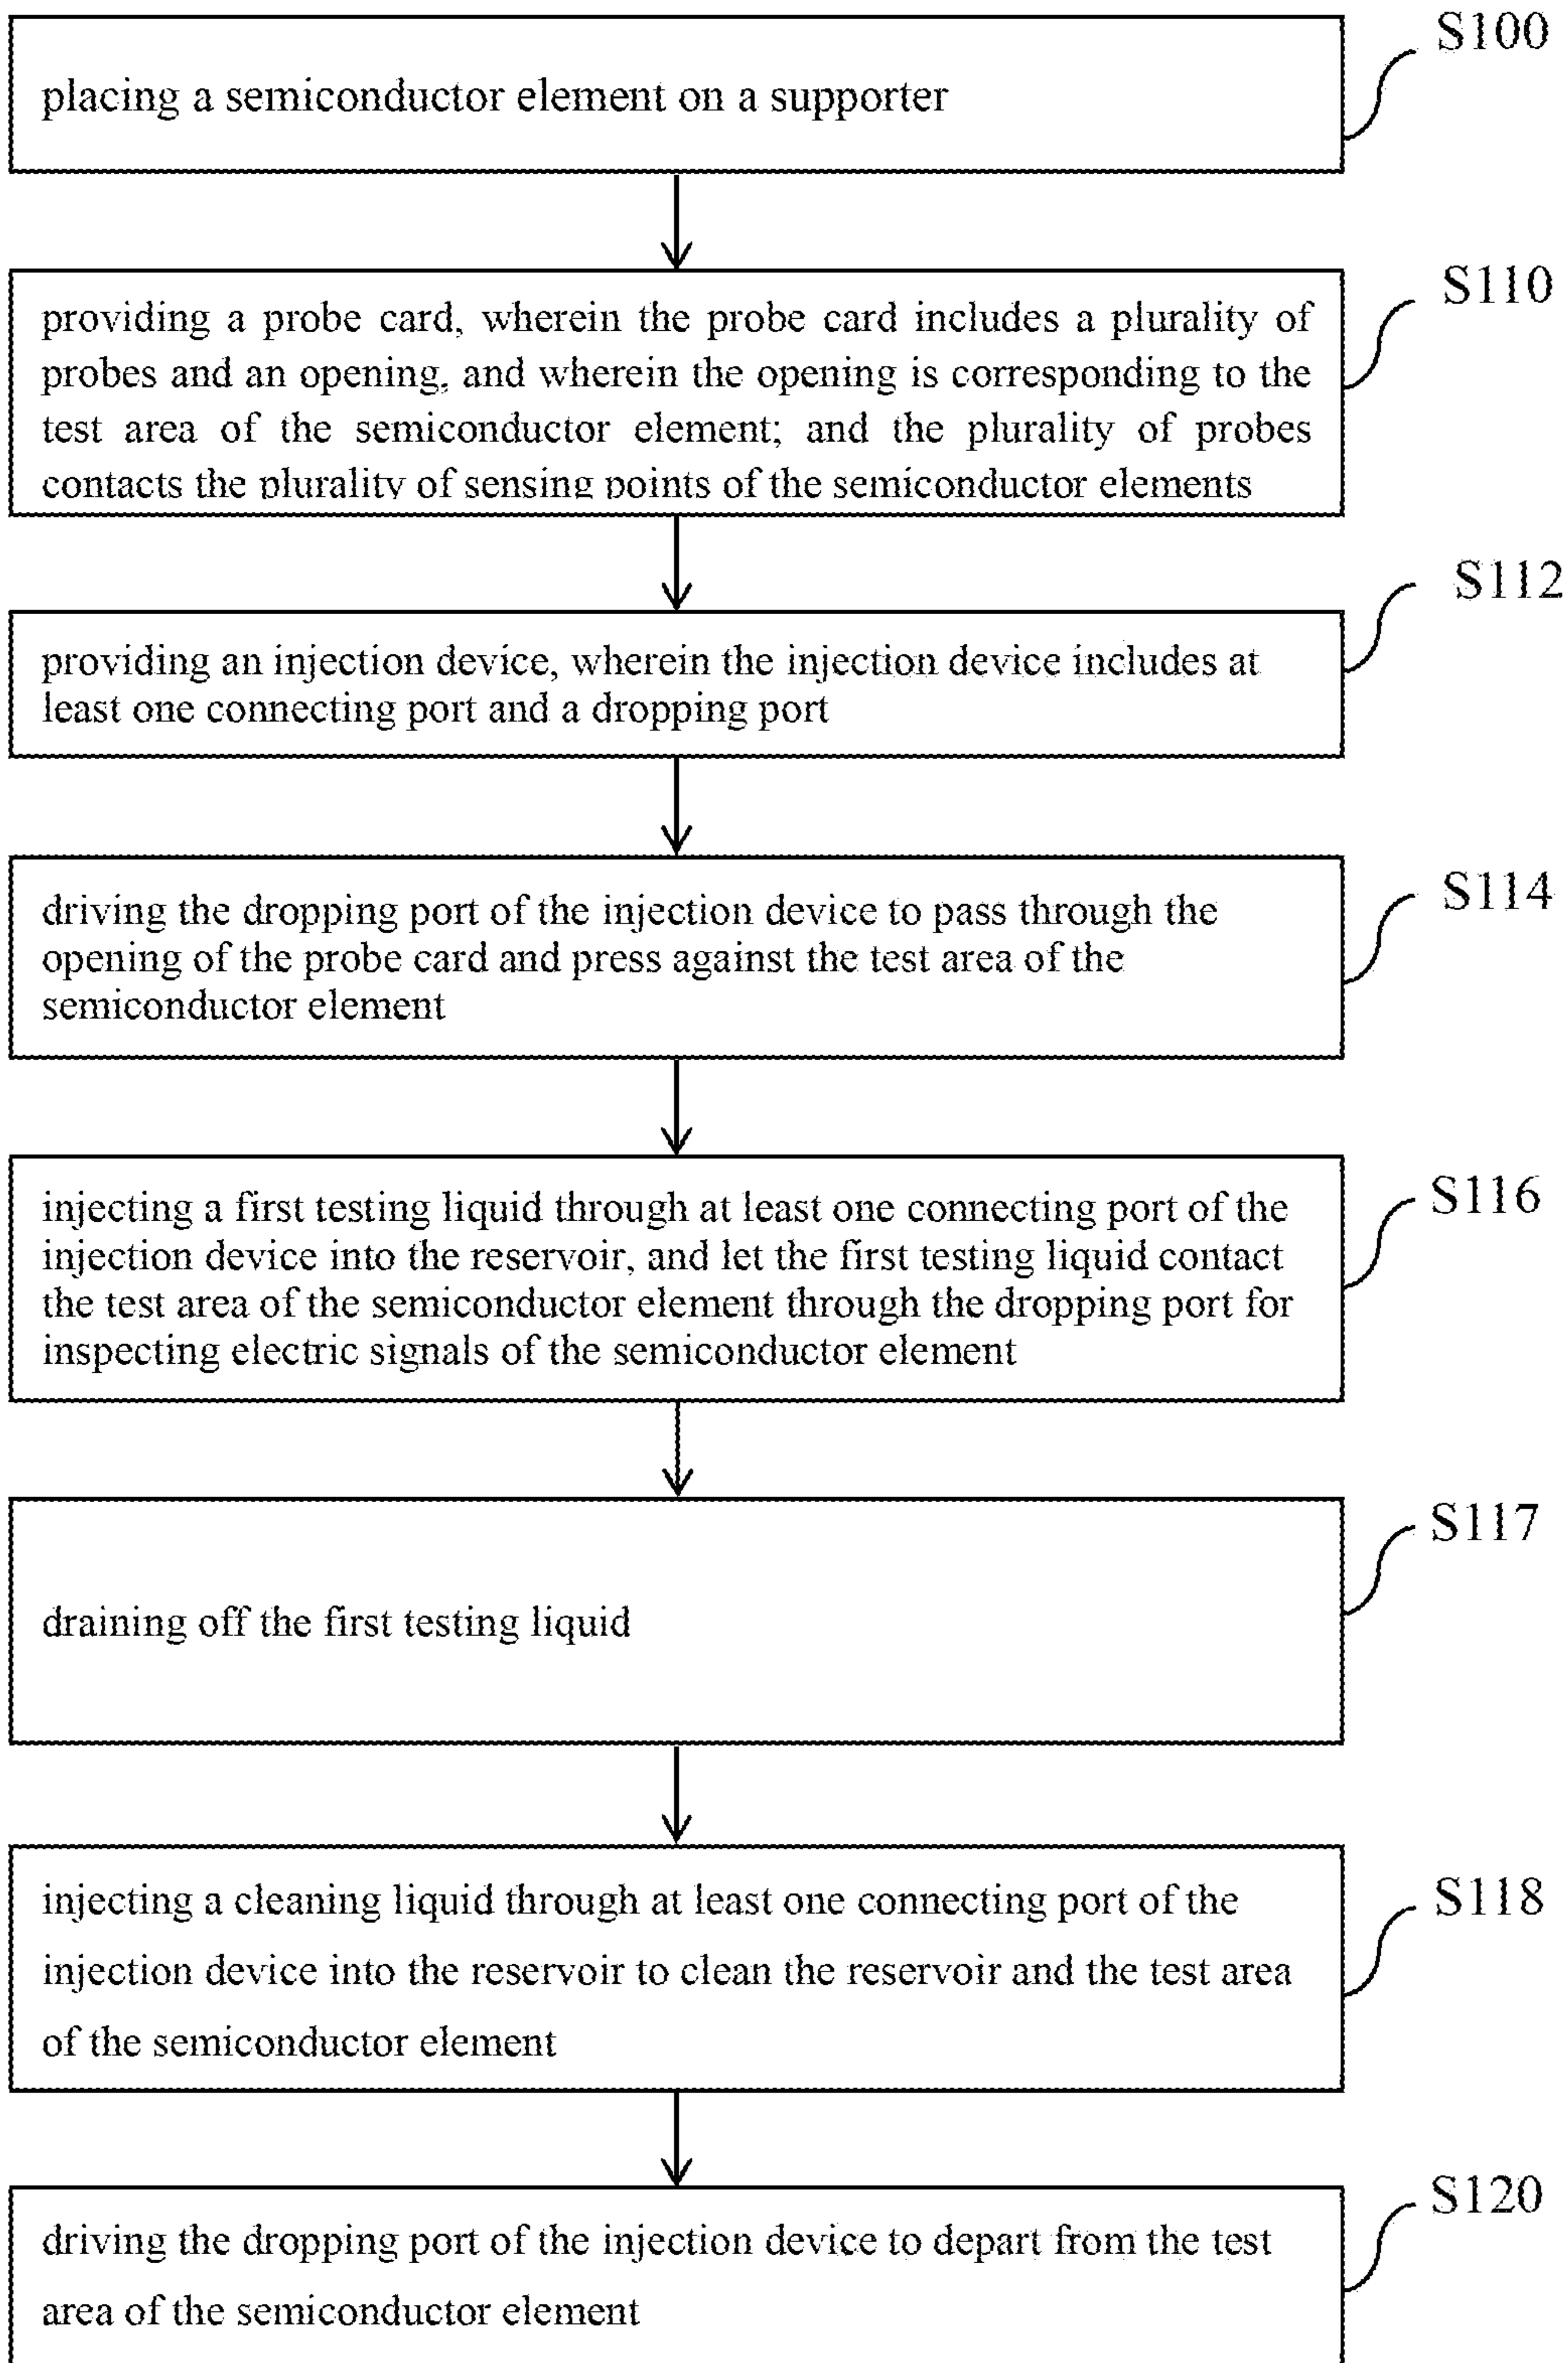 S100
placing a semiconductor element on a supporter
S110
providing a probe card, wherein the probe card includes a plurality of
probes and an opening, and wherein the opening is corresponding to the
test area of the semiconductor element; and the plurality of probes
contacts the plurality of sensing points of the semiconductor elements
S112
providing an injection device, wherein the injection device includes at
least one connecting port and a dropping port
S114
driving the dropping port of the injection device to pass through the
opening of the probe card and press against the test area of the
semiconductor element
S116
injecting a first testing liquid through at least one connecting port of the
injection device into the reservoir, and let the first testing liquid contact
the test area of the semiconductor element through the dropping port for
inspecting electric signals of the semiconductor element
S117
draining off the first testing liquid
S118
injecting a cleaning liquid through at least one connecting port of the
injection device into the reservoir to clean the reservoir and the test area
of the semiconductor element
S120
driving the dropping port of the injection device to depart from the test
area of the semiconductor element